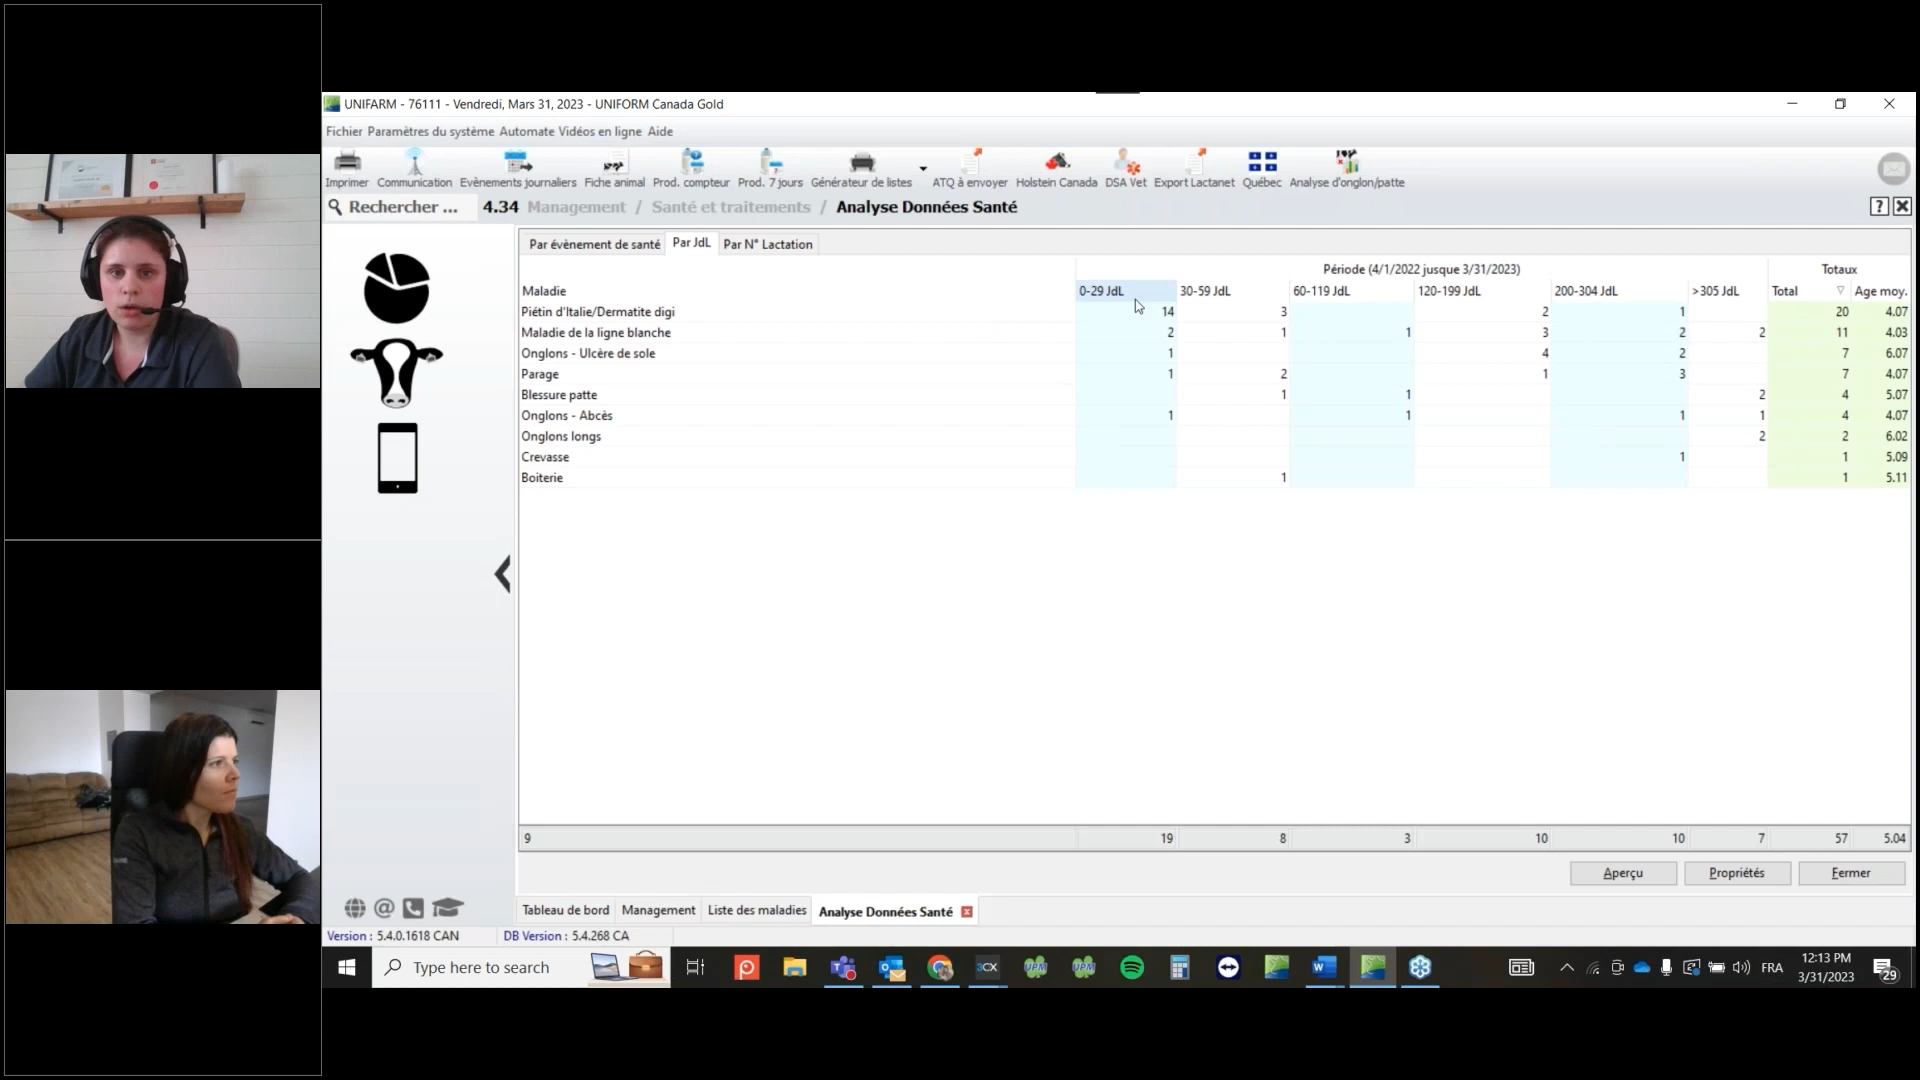 UNIFARM - 76111 - Vendredi, Mars 31, 2023 - UNIFORM Canada Gold
Fichier Paramètres du système Automate Vidéos en ligne Aide
Imprimer Communication Evènements journaliers Fiche animal Prod. compteur Prod. 7 jours Générateur de listes ATQ à envoyer Holstein Canada DSA Vet Export Lactanet Québec Analyse d'onglon/patte
Rechercher ... 4.34 Management / Santé et traitements / Analyse Données Santé
Par évènement de santé Par JdL Par N° Lactation
Période (4/1/2022 jusque 3/31/2023) Totaux
Maladie 0-29 JdL 30-59 JdL 60-119 JdL 120-199 JdL 200-304 JdL >305 JdL Total Age moy.
Piétin d'Italie/Dermatite digi 14 3 2 1 20 4.07
Maladie de la ligne blanche 2 1 1 3 2 2 11 4.03
Onglons - Ulcère de sole 1 4 2 7 6.07
Parage 1 2 1 3 7 4.07
Blessure patte 1 1 2 4 5.07
Onglons - Abcès 1 1 1 1 4 4.07
Onglons longs 2 2 6.02
Crevasse 1 1 5.09
Boiterie 1 1 5.11
9 19 8 3 10 10 7 57 5.04
Aperçu Propriétés Fermer
Tableau de bord Management Liste des maladies Analyse Données Santé
Version : 5.4.0.1618 CAN DB Version : 5.4.268 CA
Type here to search 3CX UPM UPM FRA 12:13 PM
3/31/2023 29